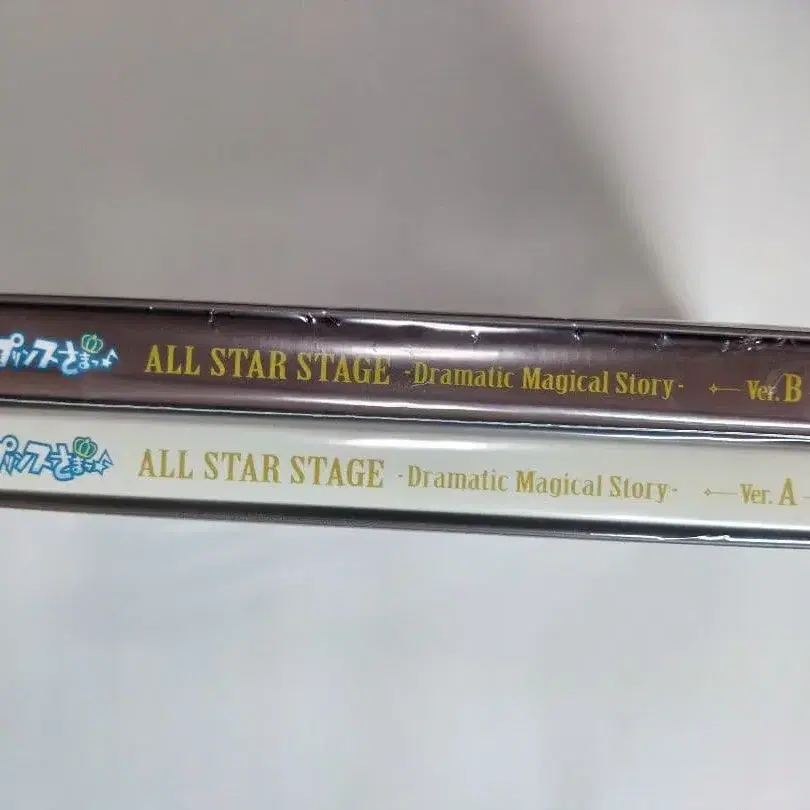 プリンスさまっ♪ ALL STAR STAGE -Dramatic Magical Story- Ver. B
プリンスさまっ♪ ALL STAR STAGE -Dramatic Magical Story- Ver. A